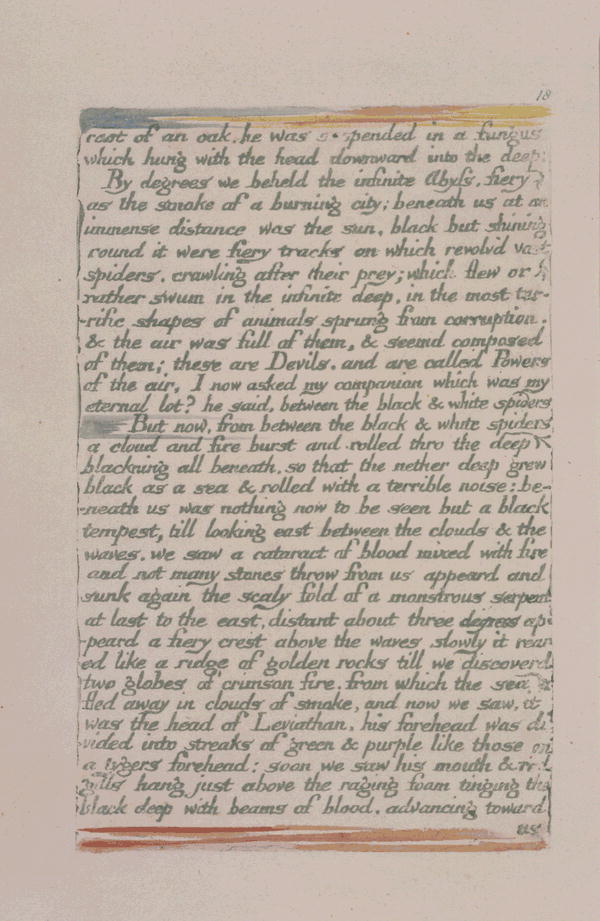 18
root of an oak. he was suspended in a fungus
which hung with the head downward into the deep:
By degrees we beheld the infinite Abyss, fiery
as the smoke of a burning city; beneath us at an
immense distance was the sun, black but shining
round it were fiery tracks on which revolv'd vast
spiders, crawling after their prey; which flew or
rather swum in the infinite deep, in the most ter-
-rific shapes of animals sprung from corruption.
& the air was full of them, & seemd composed
of them; these are Devils. and are called Powers
of the air, I now asked my companion which was my
eternal lot? he said, between the black & white spiders
But now, from between the black & white spiders
a cloud and fire burst and rolled thro the deep
blackning all beneath, so that the nether deep grew
black as a sea & rolled with a terrible noise: be-
-neath us was nothing now to be seen but a black
tempest, till looking east between the clouds & the
waves, we saw a cataract of blood mixed with fire
and not many stones throw from us appeard and
sunk again the scaly fold of a monstrous serpent
at last to the east, distant about three degrees ap-
-peard a fiery crest above the waves slowly it rear-
ed like a ridge of golden rocks till we discoverd
two globes of crimson fire. from which the sea
fled away in clouds of smoke, and now we saw, it
was the head of Leviathan, his forehead was di-
-vided into streaks of green & purple like those on
a tygers forehead: soon we saw his mouth & red
gills hang just above the raging foam tinging the
black deep with beams of blood, advancing toward
us